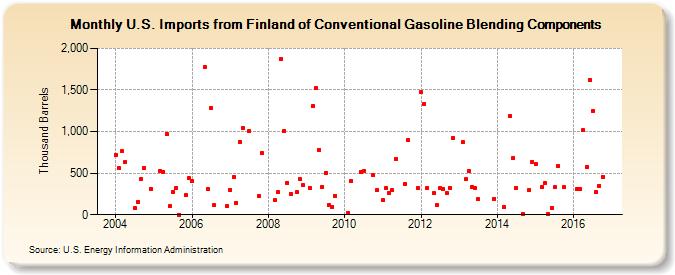 Monthly U.S. Imports from Finland of Conventional Gasoline Blending Components
Thousand Barrels
2,000
1,500
1,000
500
0
2004 2006 2008 2010 2012 2014 2016
Source: U.S. Energy Information Administration